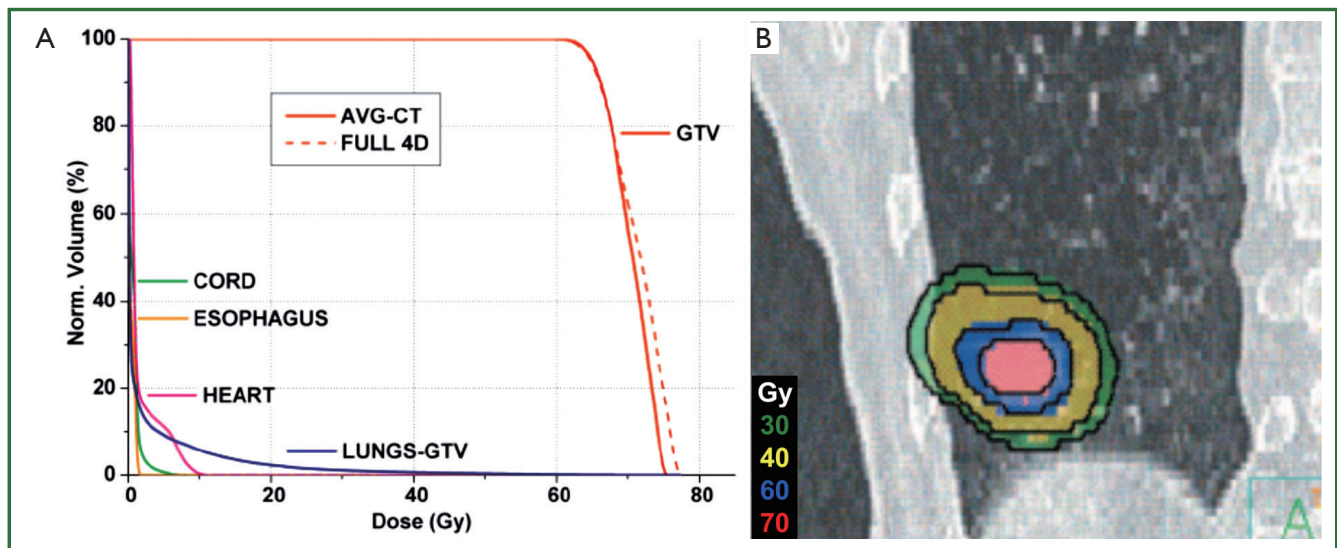 A
100
80
60
40
20
0
Norm. Volume (%)
AVG-CT
FULL 4D
GTV
CORD
ESOPHAGUS
HEART
LUNGS-GTV
0 20 40 60 80
Dose (Gy)
B
Gy
30
40
60
70
A